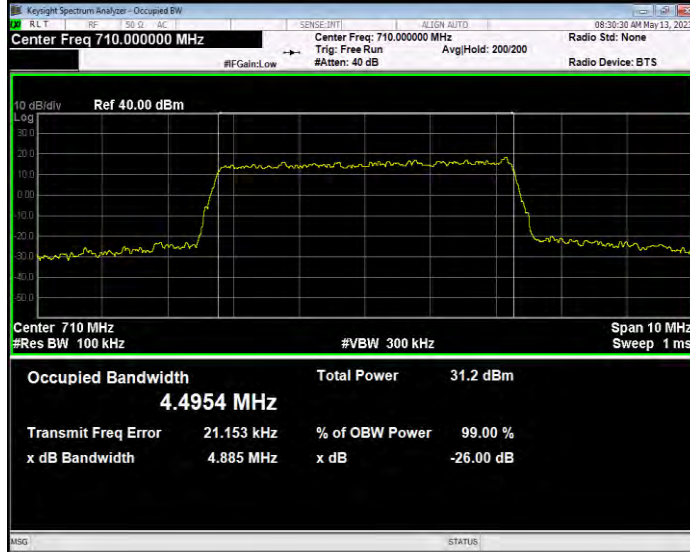 Keysight Spectrum Analyzer - Occupied BW
RLT RF 50 Ω AC SENSE:INT ALIGN AUTO 08:30:30 AM May 13, 2023
Center Freq 710.000000 MHz
Center Freq: 710.000000 MHz Radio Std: None
Trig: Free Run Avg|Hold: 200/200
#IFGain:Low #Atten: 40 dB Radio Device: BTS
10 dB/div Ref 40.00 dBm
Log
30.0
20.0
10.0
0.00
-10.0
-20.0
-30.0
-40.0
-50.0
Center 710 MHz Span 10 MHz
#Res BW 100 kHz #VBW 300 kHz Sweep 1 ms
Occupied Bandwidth Total Power 31.2 dBm
4.4954 MHz
Transmit Freq Error 21.153 kHz % of OBW Power 99.00 %
x dB Bandwidth 4.885 MHz x dB -26.00 dB
MSG STATUS